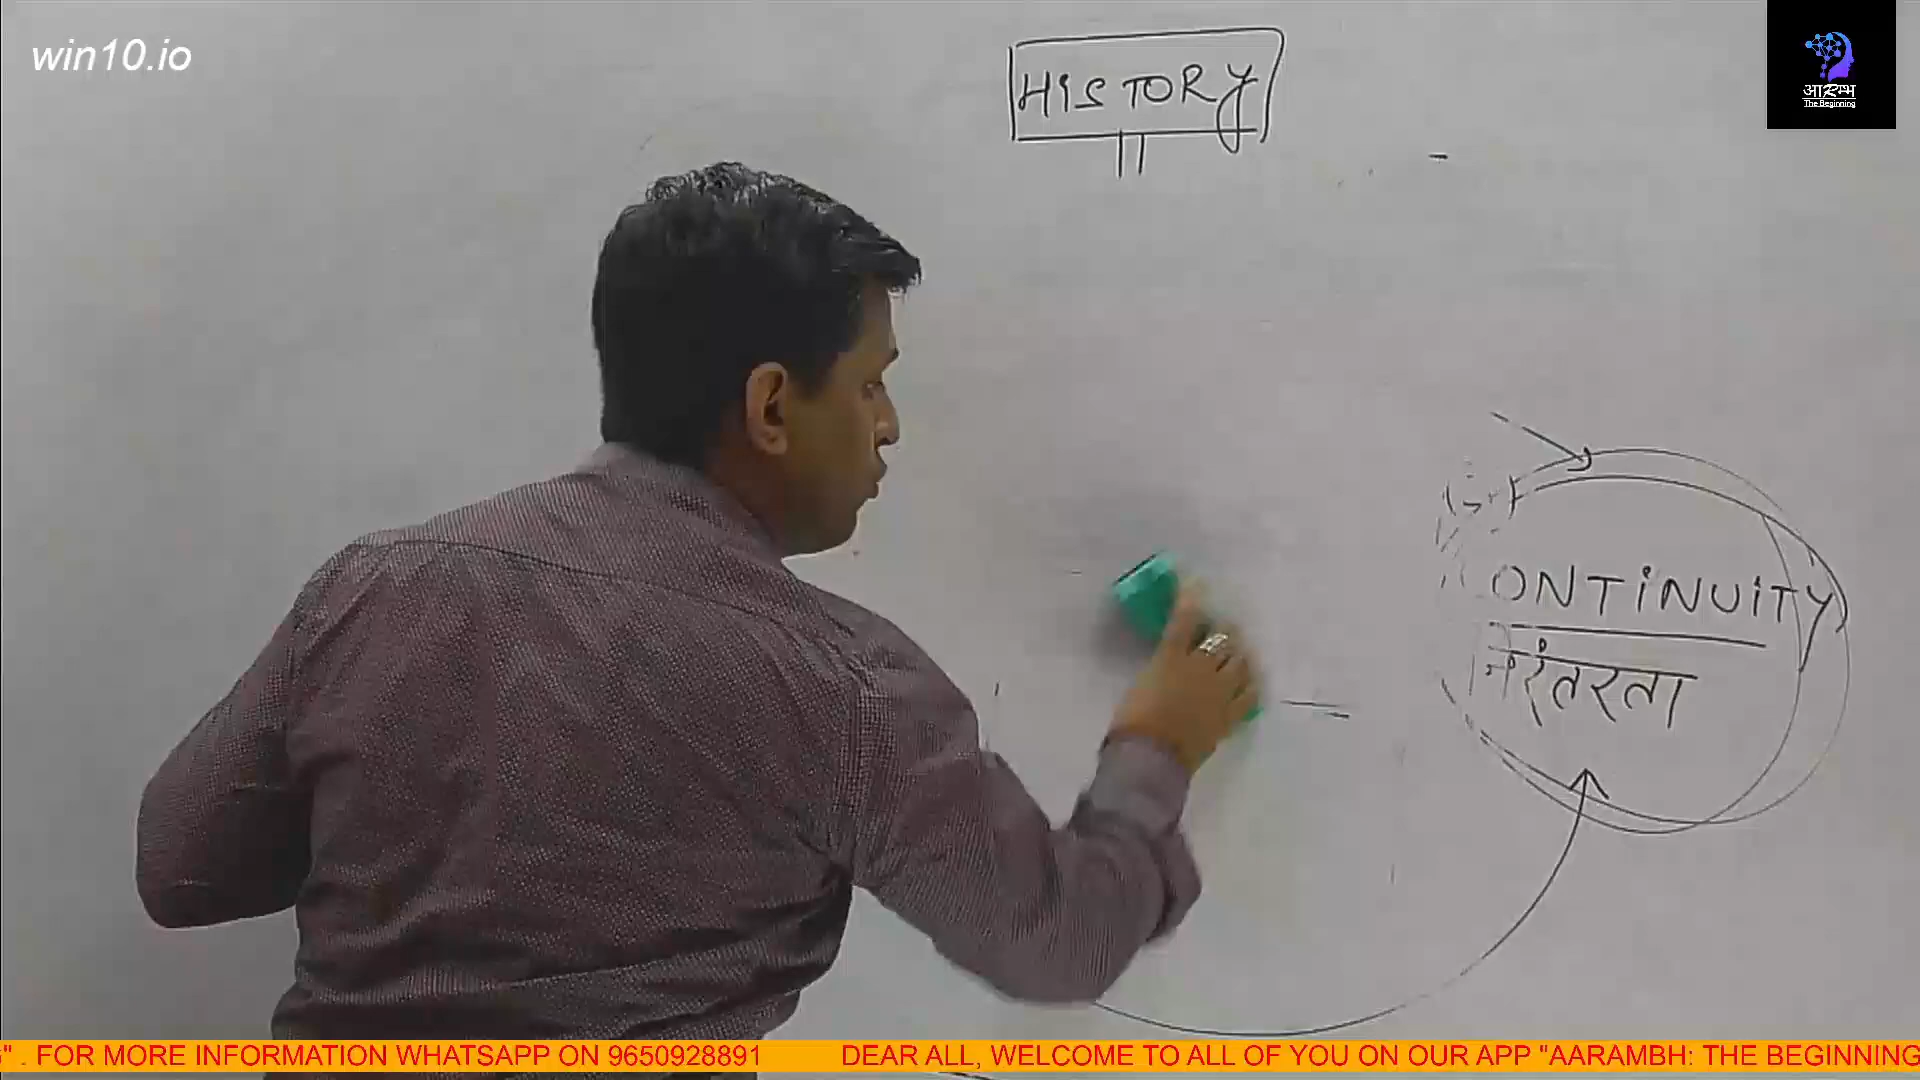 win10.io
आरम्भ
The Beginning
HISTORY
ONTINUITY
निरंतरता
" . FOR MORE INFORMATION WHATSAPP ON 9650928891 DEAR ALL, WELCOME TO ALL OF YOU ON OUR APP "AARAMBH: THE BEGINNING